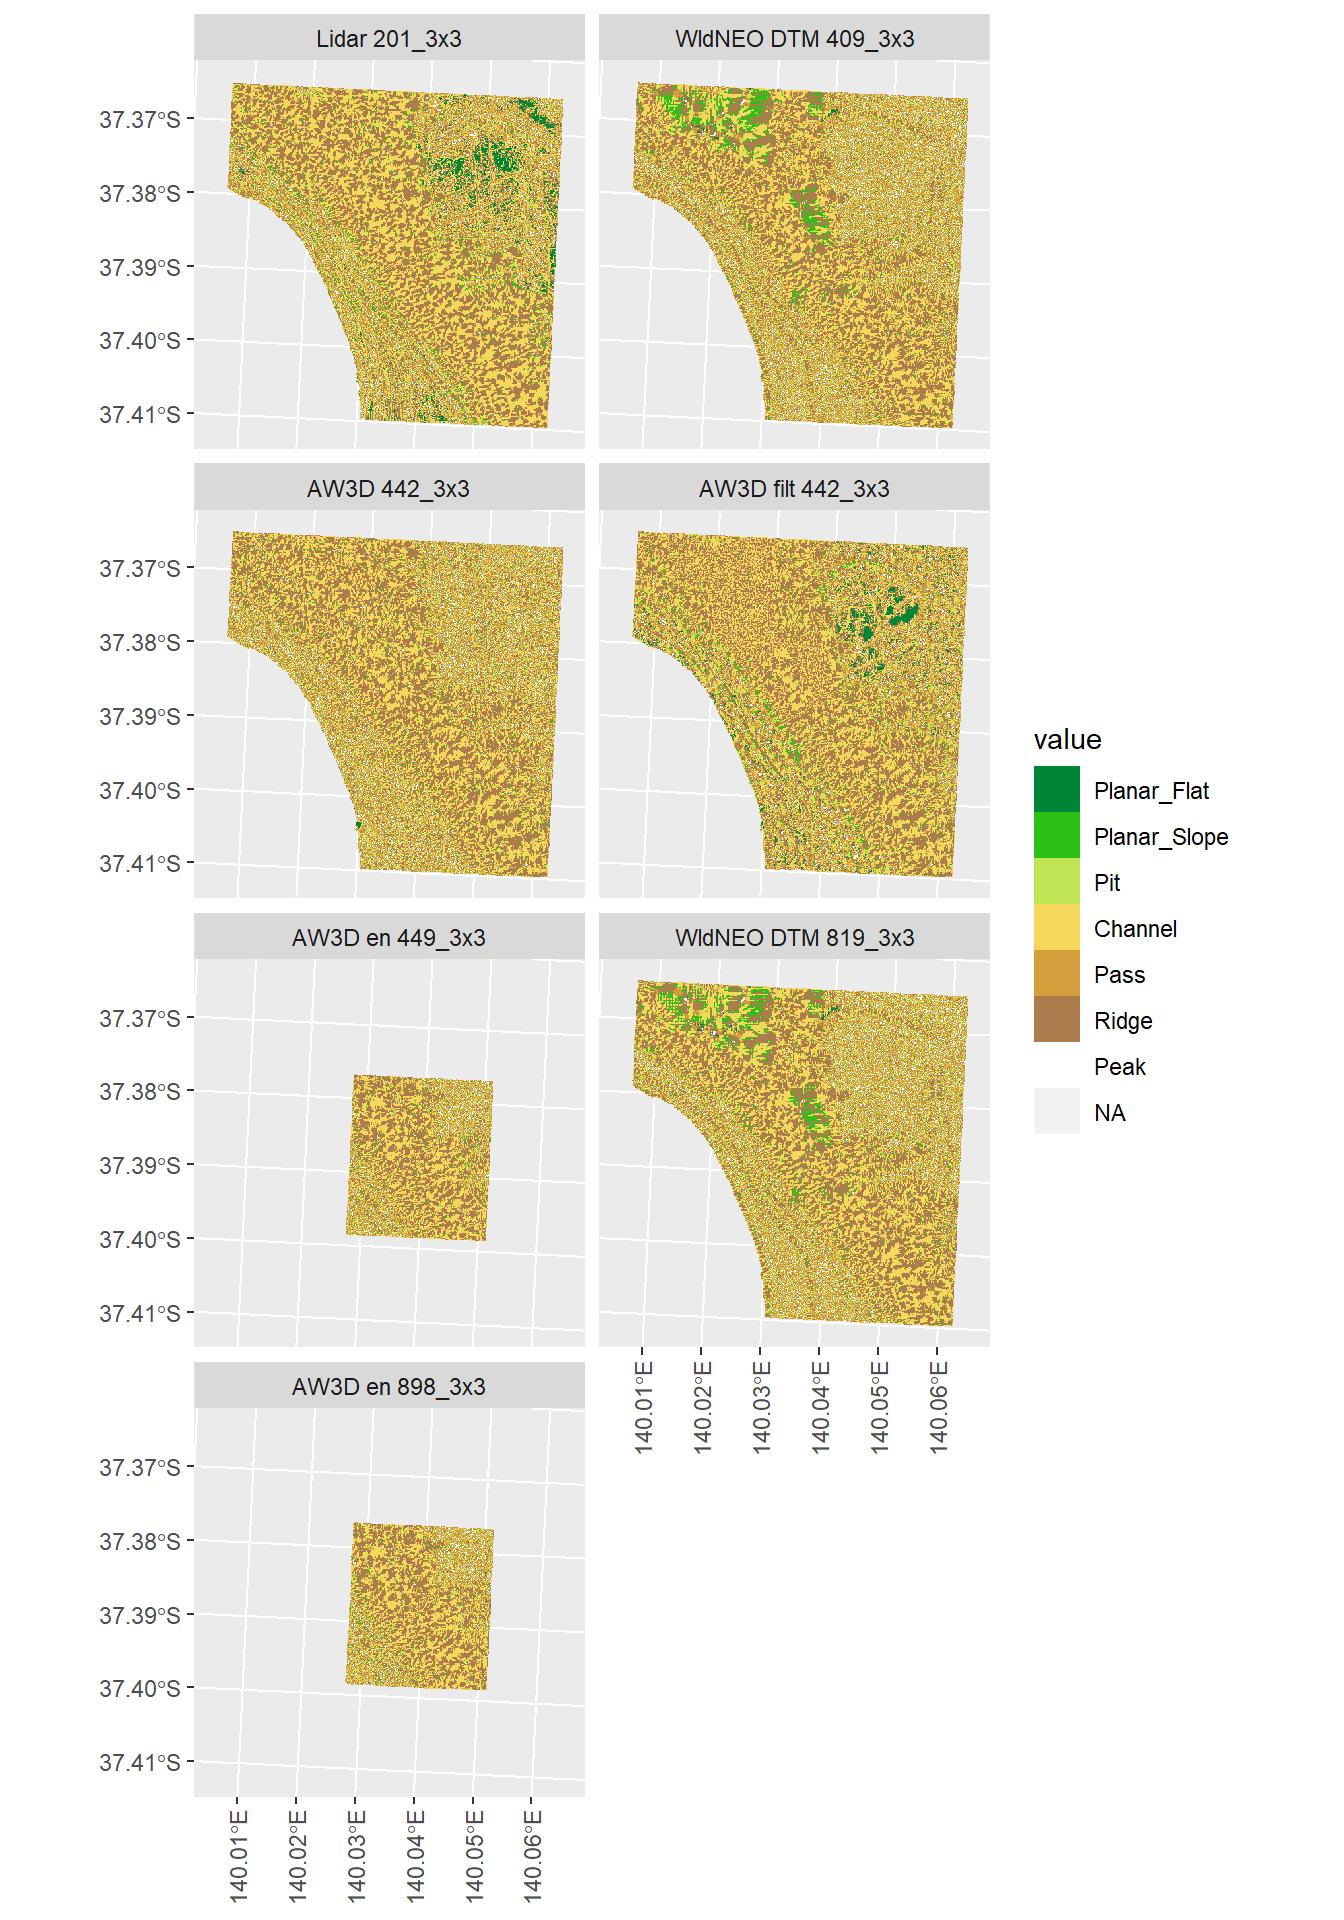 Lidar 201_3x3
WldNEO DTM 409_3x3
37.37°S
37.38°S
37.39°S
37.40°S
37.41°S
AW3D 442_3x3
AW3D filt 442_3x3
37.37°S
37.38°S
37.39°S
37.40°S
37.41°S
AW3D en 449_3x3
WldNEO DTM 819_3x3
37.37°S
37.38°S
37.39°S
37.40°S
37.41°S
140.01°E
140.02°E
140.03°E
140.04°E
140.05°E
140.06°E
AW3D en 898_3x3
37.37°S
37.38°S
37.39°S
37.40°S
37.41°S
140.01°E
140.02°E
140.03°E
140.04°E
140.05°E
140.06°E
value
Planar_Flat
Planar_Slope
Pit
Channel
Pass
Ridge
Peak
NA